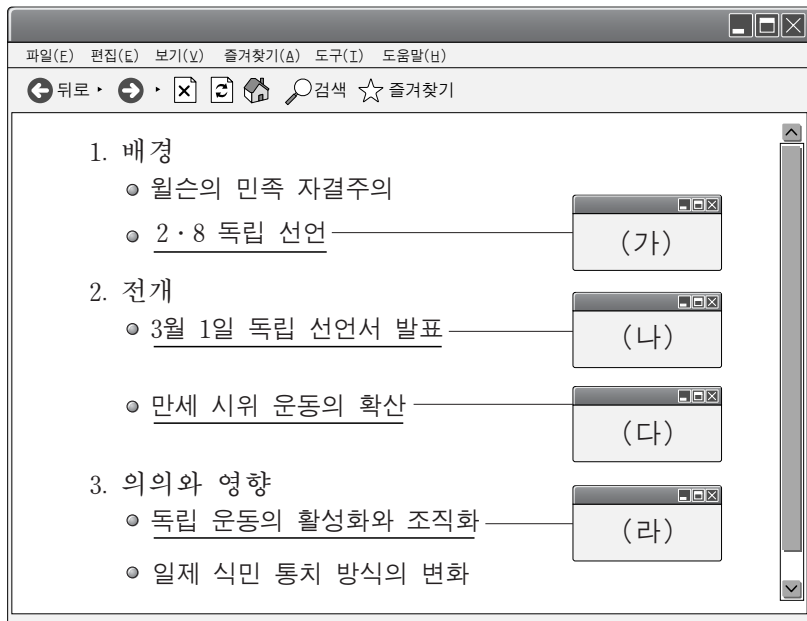 파일(F) 편집(E) 보기(V) 즐겨찾기(A) 도구(I) 도움말(H)
뒤로 검색 즐겨찾기
1. 배경
윌슨의 민족 자결주의
2·8 독립 선언
(가)
2. 전개
3월 1일 독립 선언서 발표
(나)
만세 시위 운동의 확산
(다)
3. 의의와 영향
독립 운동의 활성화와 조직화
(라)
일제 식민 통치 방식의 변화